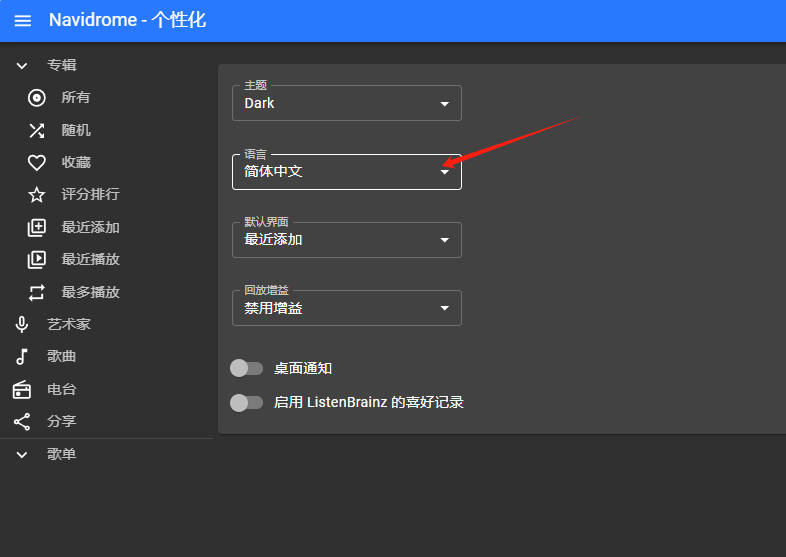 Navidrome - 个性化
专辑
所有
随机
收藏
评分排行
最近添加
最近播放
最多播放
艺术家
歌曲
电台
分享
歌单
主题
Dark
语言
简体中文
默认界面
最近添加
回放增益
禁用增益
桌面通知
启用 ListenBrainz 的喜好记录